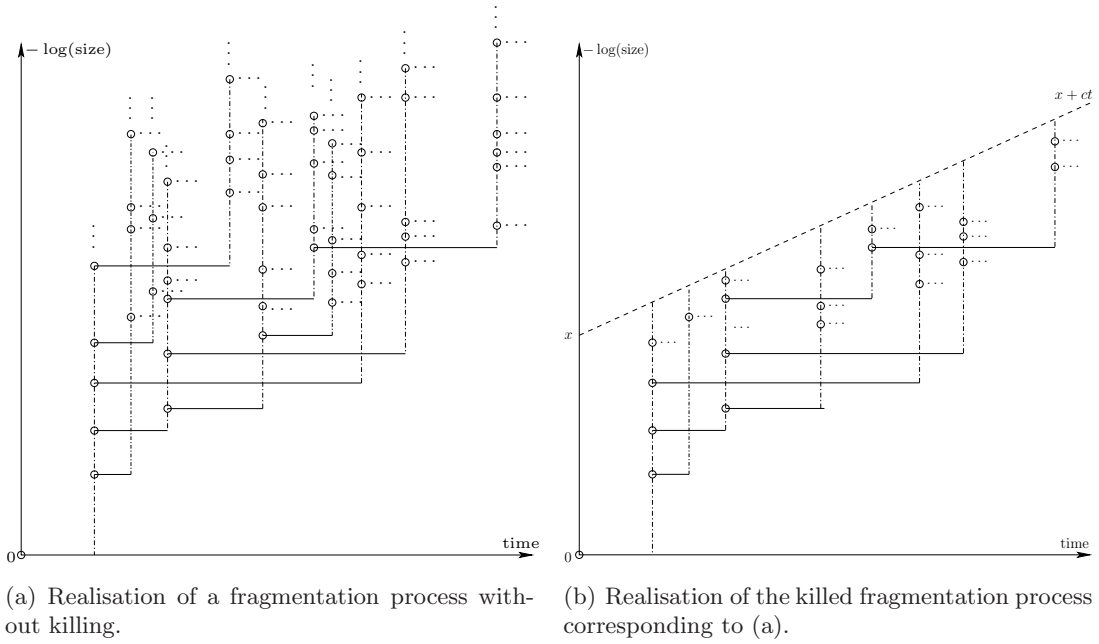 − log(size)
time
0
− log(size)
x + ct
x
time
0
(a) Realisation of a fragmentation process with-
out killing.
(b) Realisation of the killed fragmentation process
corresponding to (a).